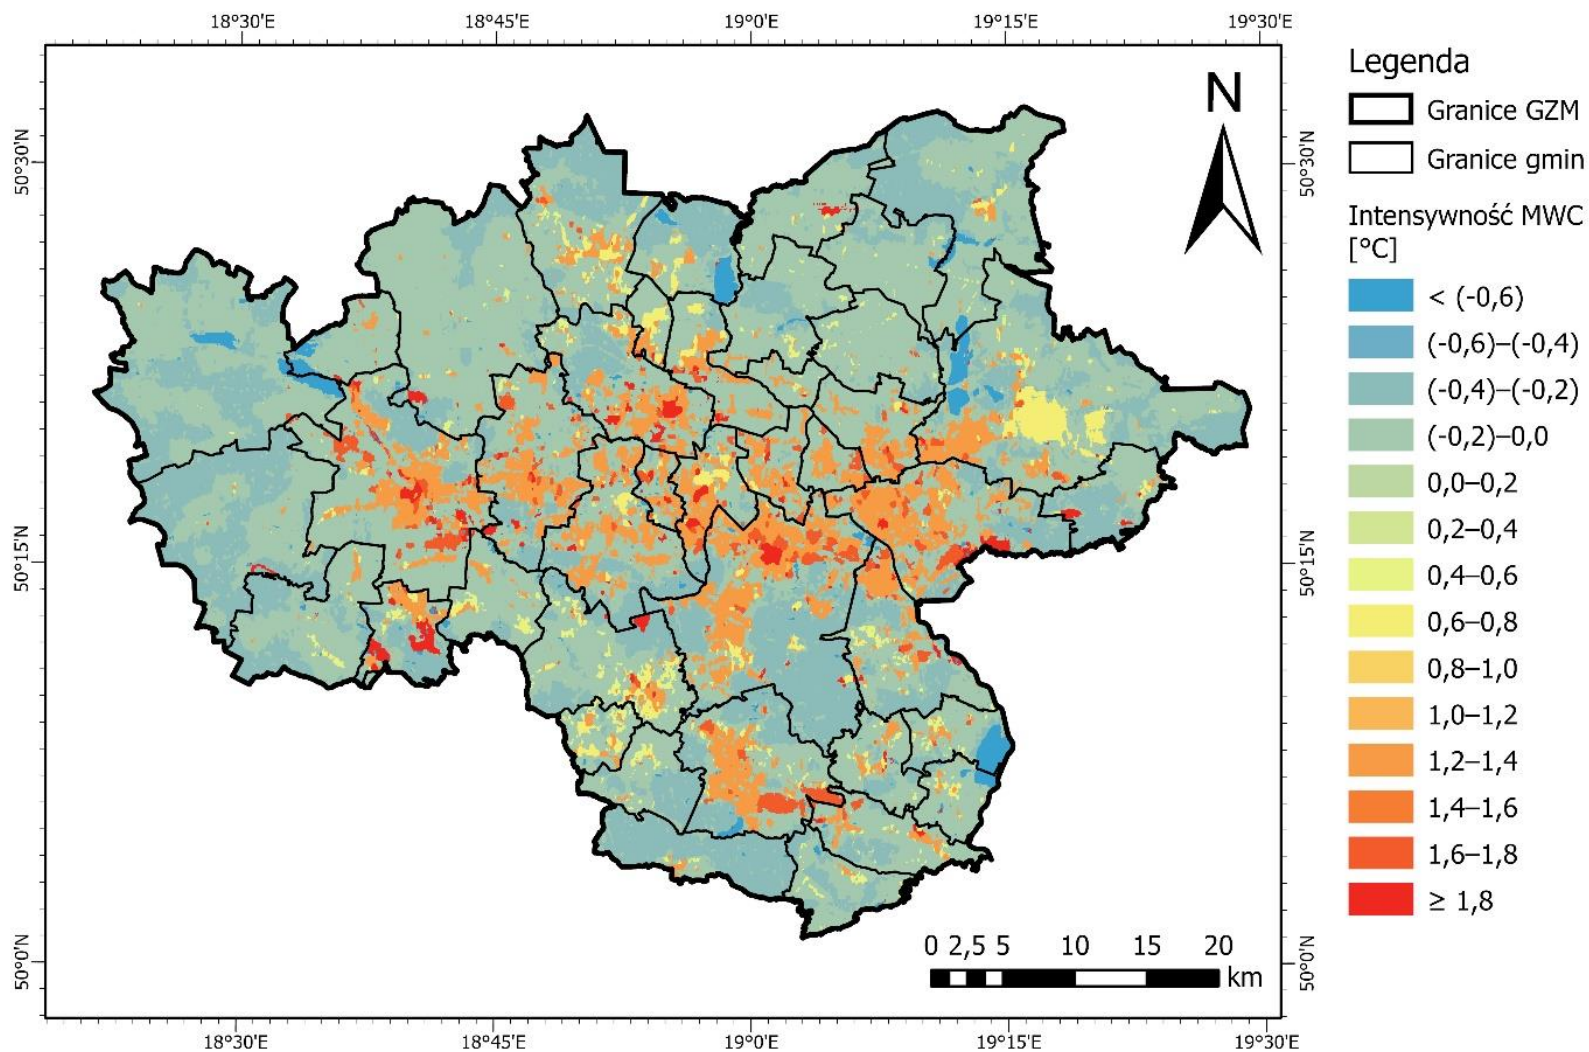 18°30'E 18°45'E 19°0'E 19°15'E 19°30'E
N
50°30'N 50°30'N
50°15'N 50°15'N
50°0'N 50°0'N
0 2,5 5 10 15 20
km
18°30'E 18°45'E 19°0'E 19°15'E 19°30'E
Legenda
Granice GZM
Granice gmin
Intensywność MWC
[°C]
< (-0,6)
(-0,6)–(-0,4)
(-0,4)–(-0,2)
(-0,2)–0,0
0,0–0,2
0,2–0,4
0,4–0,6
0,6–0,8
0,8–1,0
1,0–1,2
1,2–1,4
1,4–1,6
1,6–1,8
≥ 1,8